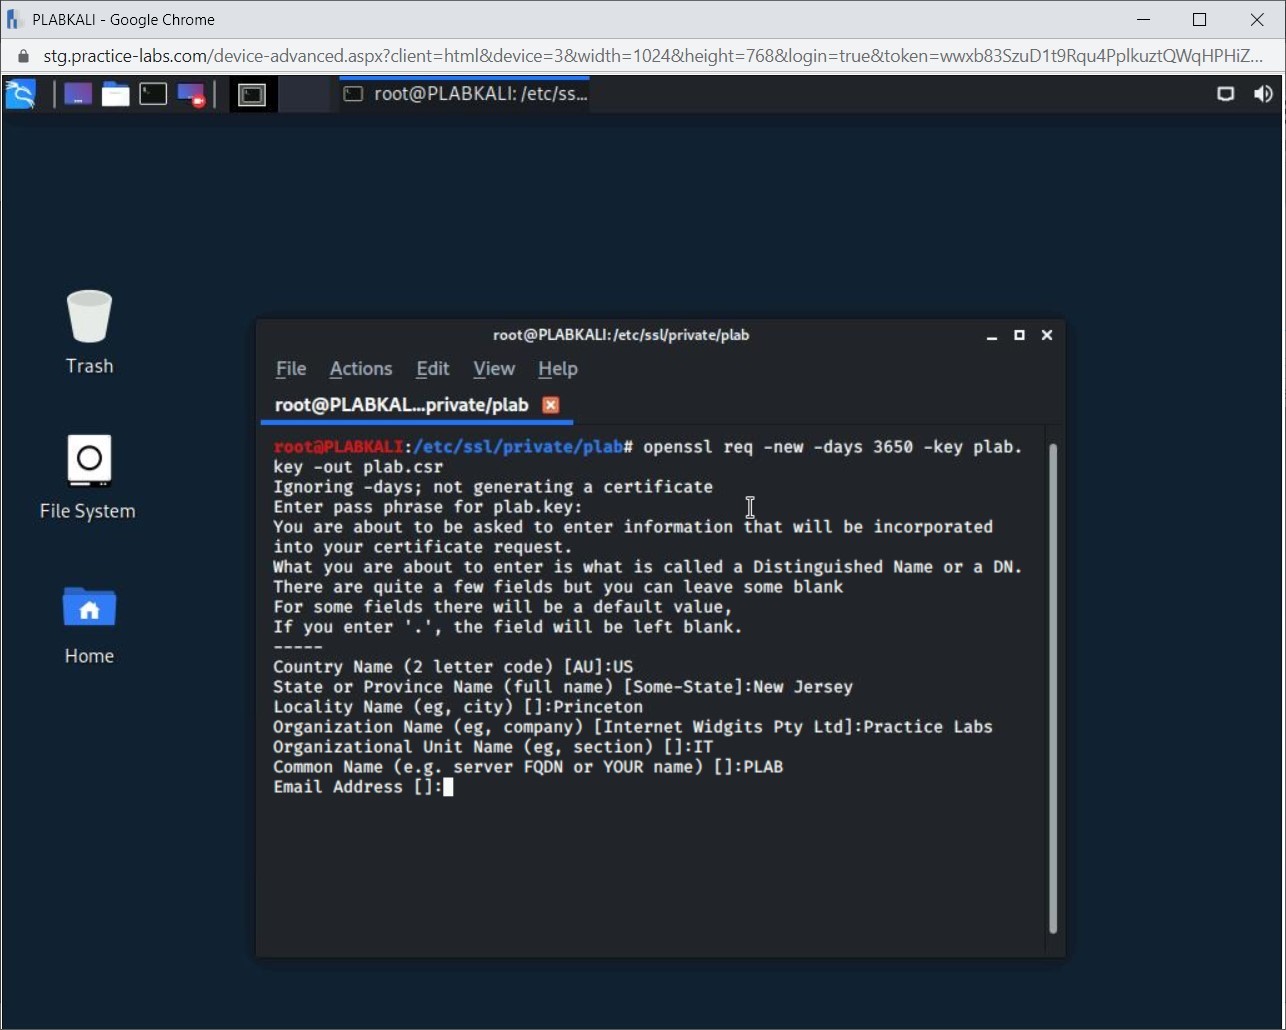 PLABKALI - Google Chrome
stg.practice-labs.com/device-advanced.aspx?client=html&device=3&width=1024&height=768&login=true&token=wwxb83SzuD1t9Rqu4PplkuztQWqHPHiZ...
root@PLABKALI: /etc/ss...
Trash
File System
Home
root@PLABKALI:/etc/ssl/private/plab
File Actions Edit View Help
root@PLABKAL...private/plab
root@PLABKALI:/etc/ssl/private/plab# openssl req -new -days 3650 -key plab.
key -out plab.csr
Ignoring -days; not generating a certificate
Enter pass phrase for plab.key:
You are about to be asked to enter information that will be incorporated
into your certificate request.
What you are about to enter is what is called a Distinguished Name or a DN.
There are quite a few fields but you can leave some blank
For some fields there will be a default value,
If you enter '.', the field will be left blank.
-----
Country Name (2 letter code) [AU]:US
State or Province Name (full name) [Some-State]:New Jersey
Locality Name (eg, city) []:Princeton
Organization Name (eg, company) [Internet Widgits Pty Ltd]:Practice Labs
Organizational Unit Name (eg, section) []:IT
Common Name (e.g. server FQDN or YOUR name) []:PLAB
Email Address []: